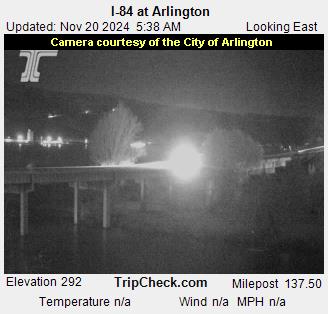 I-84 at Arlington
Updated: Nov 20 2024 5:38 AM Looking East
Camera courtesy of the City of Arlington
Elevation 292 TripCheck.com Milepost 137.50
Temperature n/a Wind n/a MPH n/a